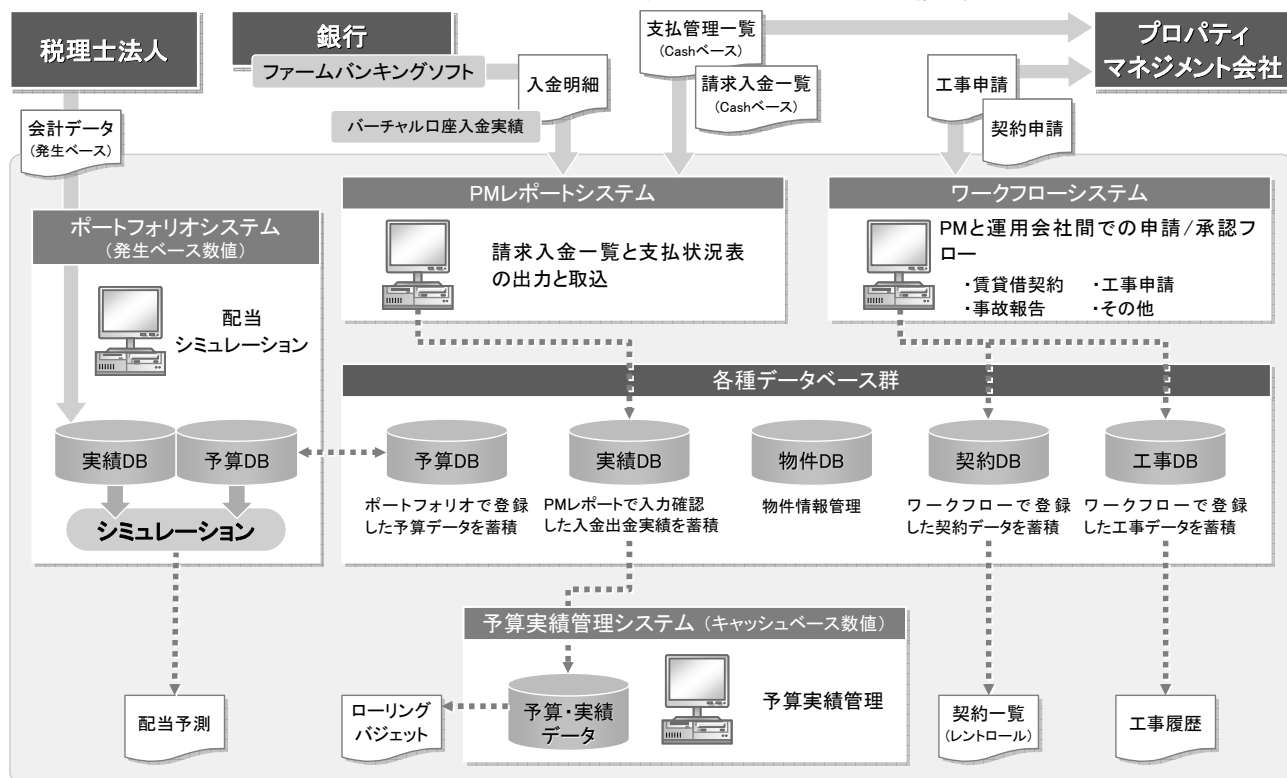 税理士法人
銀行
ファームバンキングソフト
バーチャル口座入金実績
入金明細
支払管理一覧
(Cashベース)
請求入金一覧
(Cashベース)
工事申請
契約申請
プロパティ
マネジメント会社
会計データ
(発生ベース)
ポートフォリオシステム
(発生ベース数値)
配当
シミュレーション
実績DB
予算DB
シミュレーション
PMレポートシステム
請求入金一覧と支払状況表
の出力と取込
ワークフローシステム
PMと運用会社間での申請/承認フ
ロー
・賃貸借契約 ・工事申請
・事故報告 ・その他
各種データベース群
予算DB
実績DB
物件DB
契約DB
工事DB
ポートフォリオで登録
した予算データを蓄積
PMレポートで入力確認
した入金出金実績を蓄積
物件情報管理
ワークフローで登録
した契約データを蓄積
ワークフローで登録
した工事データを蓄積
予算実績管理システム(キャッシュベース数値)
予算・実績
データ
予算実績管理
配当予測
ローリング
バジェット
契約一覧
(レントロール)
工事履歴